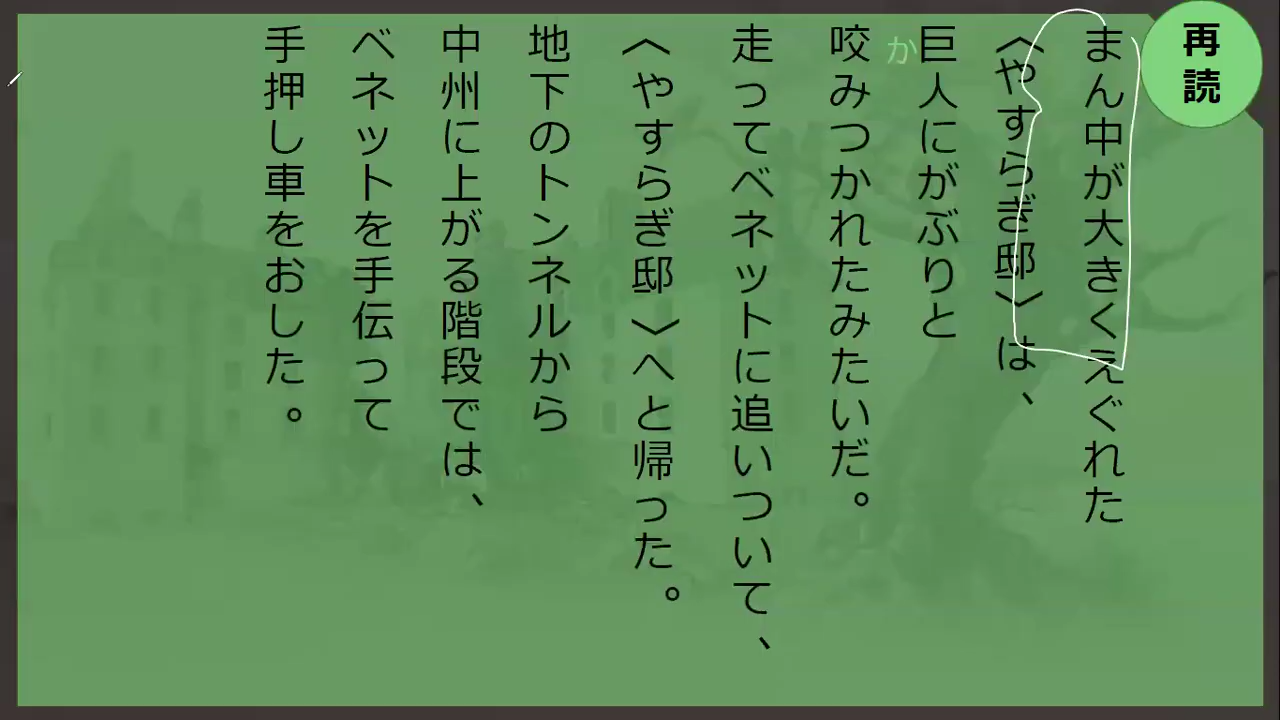 再読
まん中が大きくえぐれた
〈やすらぎ邸〉は、
巨人にがぶりと
か
咬みつかれたみたいだ。
走ってベネットに追いついて、
〈やすらぎ邸〉へと帰った。
地下のトンネルから
中州に上がる階段では、
ベネットを手伝って
手押し車をおした。